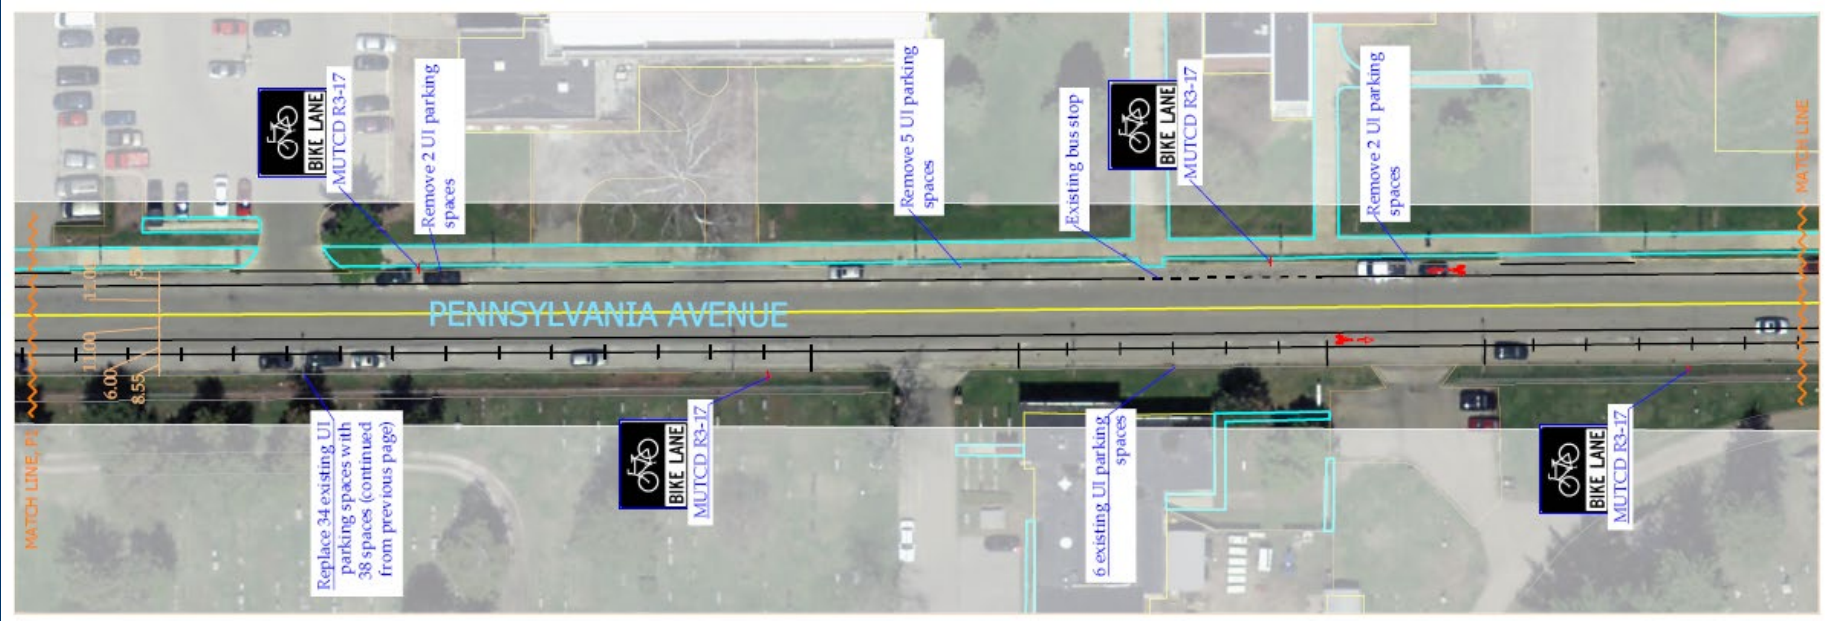 BIKE LANE
MUTCD R3-17
Remove 2 UI parking
spaces
Remove 5 UI parking
spaces
Existing bus stop
BIKE LANE
MUTCD R3-17
Remove 2 UI parking
spaces
MATCH LINE
11.00
PENNSYLVANIA AVENUE
11.00
6.00
8.55
MATCH LINE, P1
Replace 34 existing UI
parking spaces with
38 spaces (continued
from previous page)
BIKE LANE
MUTCD R3-17
6 existing UI parking
spaces
BIKE LANE
MUTCD R3-17